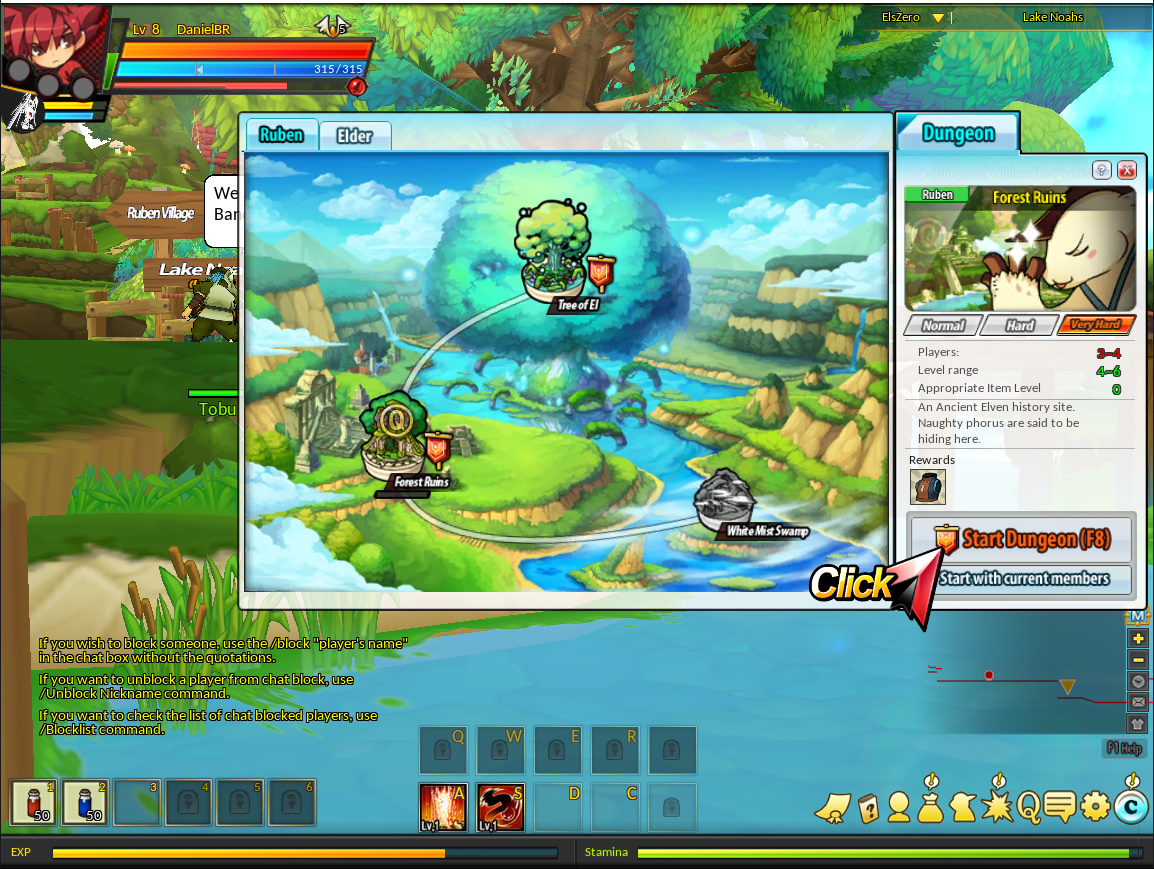 Lv 8 DanielBR
5
315/315
ElsZero
Lake Noahs
Ruben
Elder
Dungeon
?
X
Ruben
Forest Ruins
Normal
Hard
Very Hard
Players:
3~4
Level range
4~6
Appropriate Item Level
0
An Ancient Elven history site.
Naughty phorus are said to be
hiding here.
Rewards
Start Dungeon (F8)
Start with current members
Click
We
Ban
Ruben Village
Lake Noa
Tobu
Tree of El
Q
Forest Ruins
White Mist Swamp
If you wish to block someone, use the /block "player's name"
in the chat box without the quotations.
If you want to unblock a player from chat block, use
/Unblock Nickname command.
If you want to check the list of chat blocked players, use
/Blocklist command.
M
F1 Help
Q
W
E
R
1
50
2
50
3
4
5
6
A
Lv.1
S
Lv.1
D
C
?
Q
C
EXP
Stamina